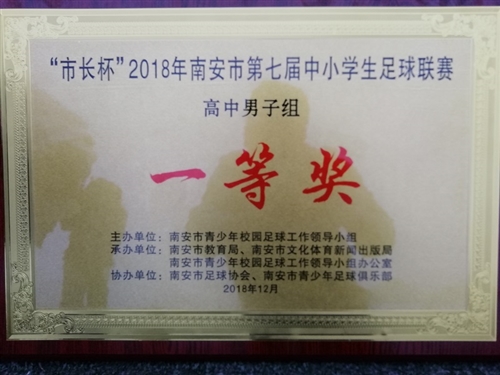 “市长杯”2018年南安市第七届中小学生足球联赛
高中男子组
一等奖
主办单位：南安市青少年校园足球工作领导小组
承办单位：南安市教育局、南安市文化体育新闻出版局
南安市青少年校园足球工作领导小组办公室
协办单位：南安市足球协会、南安市青少年足球俱乐部
2018年12月